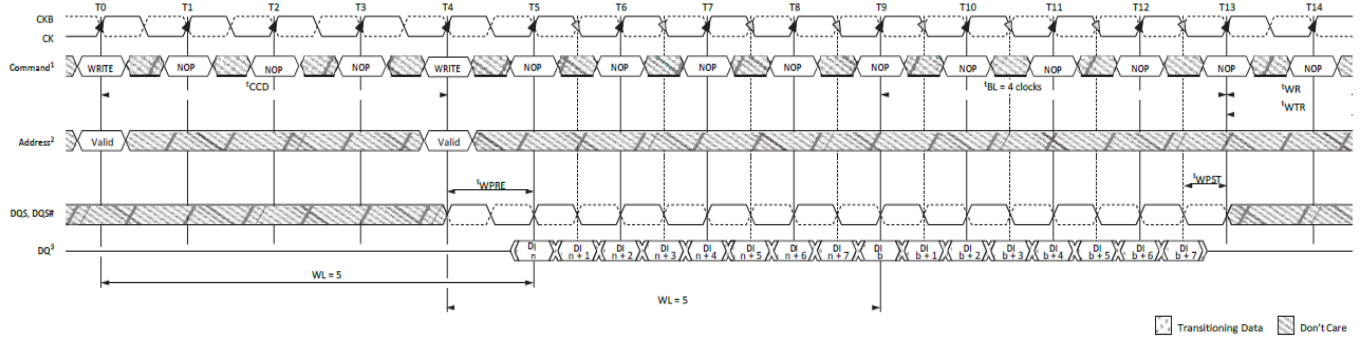 T0 T1 T2 T3 T4 T5 T6 T7 T8 T9 T10 T11 T12 T13 T14
CKB
CK
Command1 WRITE NOP NOP NOP WRITE NOP NOP NOP NOP NOP NOP NOP NOP NOP NOP
tCCD tBL = 4 clocks tWR
tWTR
Address2 Valid Valid
tWPRE tWPST
DQS, DQS#
DQ3 DI n DI n + 1 DI n + 2 DI n + 3 DI n + 4 DI n + 5 DI n + 6 DI n + 7 DI b DI b + 1 DI b + 2 DI b + 3 DI b + 4 DI b + 5 DI b + 6 DI b + 7
WL = 5
WL = 5
Transitioning Data Don't Care